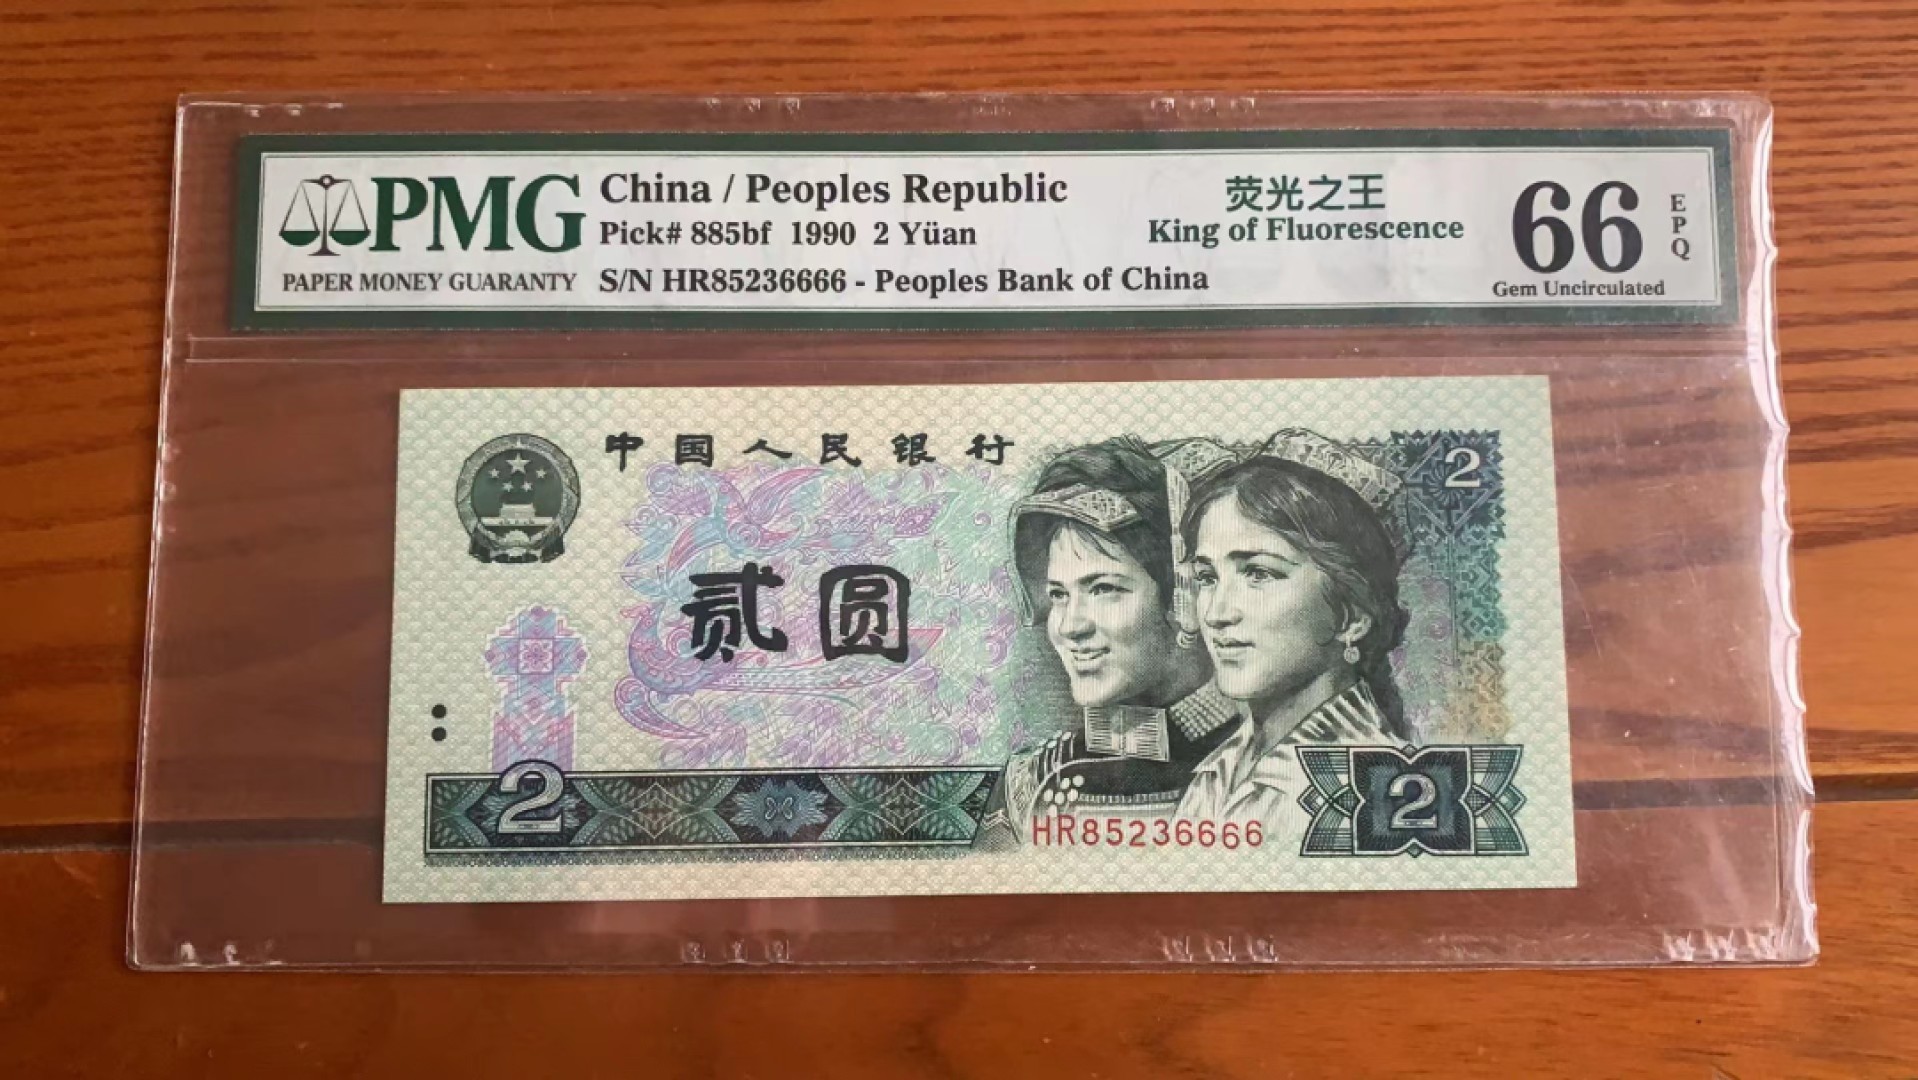 PMG
PAPER MONEY GUARANTY
China / Peoples Republic
Pick# 885bf 1990 2 Yüan
S/N HR85236666 - Peoples Bank of China
荧光之王
King of Fluorescence
66
EPQ
Gem Uncirculated
中国人民银行
2
贰圆
2
HR85236666
2